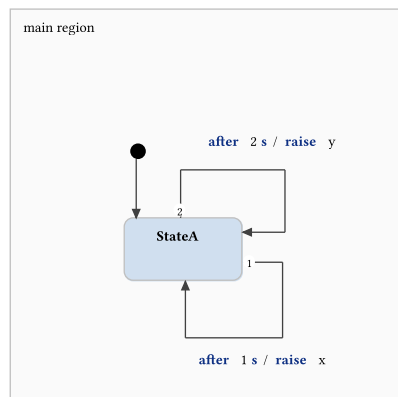 main region
after 2 s / raise y
2
StateA
1
after 1 s / raise x